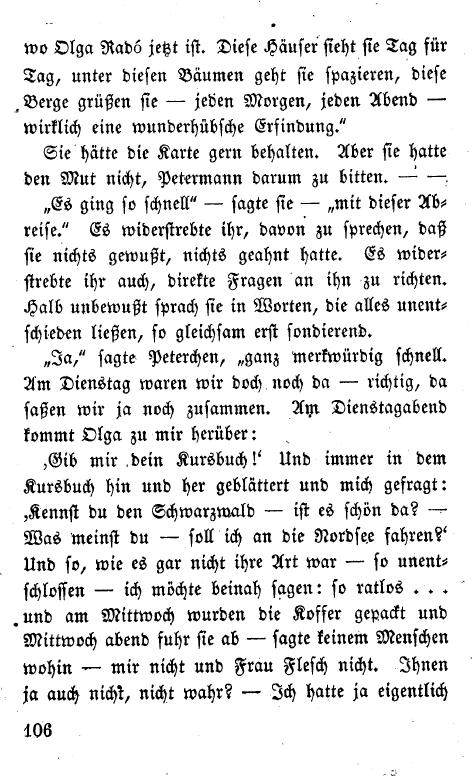 wo Olga Radó jetzt ist. Diese Häuser sieht sie Tag für
Tag, unter diesen Bäumen geht sie spazieren, diese
Berge grüßen sie — jeden Morgen, jeden Abend —
wirklich eine wunderhübsche Erfindung.“
Sie hätte die Karte gern behalten. Aber sie hatte
den Mut nicht, Petermann darum zu bitten. — —
„Es ging so schnell“ — sagte sie — „mit dieser Ab-
reise.“ Es widerstrebte ihr, davon zu sprechen, daß
sie nichts gewußt, nichts geahnt hatte. Es wider-
strebte ihr auch, direkte Fragen an ihn zu richten.
Halb unbewußt sprach sie in Worten, die alles unent-
schieden ließen, so gleichsam erst sondierend.
„Ja,“ sagte Peterchen, „ganz merkwürdig schnell.
Am Dienstag waren wir doch noch da — richtig, da
saßen wir ja noch zusammen. Am Dienstagabend
kommt Olga zu mir herüber:
‚Gib mir dein Kursbuch!‘ Und immer in dem
Kursbuch hin und her geblättert und mich gefragt:
‚Kennst du den Schwarzwald — ist es schön da? —
Was meinst du — soll ich an die Nordsee fahren?‘
Und so, wie es gar nicht ihre Art war — so unent-
schlossen — ich möchte beinah sagen: so ratlos . . .
und am Mittwoch wurden die Koffer gepackt und
Mittwoch abend fuhr sie ab — sagte keinem Menschen
wohin — mir nicht und Frau Flesch nicht. Ihnen
ja auch nicht, nicht wahr? — Ich hatte ja eigentlich
106